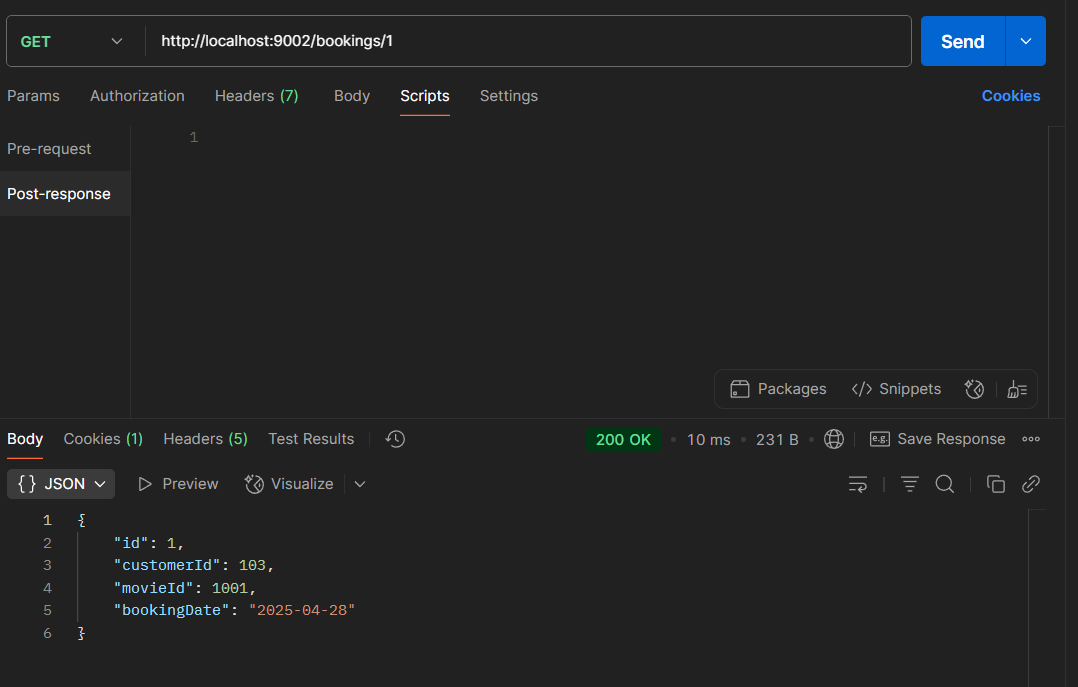 GET http://localhost:9002/bookings/1 Send
Params Authorization Headers (7) Body Scripts Settings Cookies
Pre-request
Post-response
1
Packages </> Snippets
Body Cookies (1) Headers (5) Test Results 200 OK • 10 ms • 231 B • e.g. Save Response
{} JSON Preview Visualize
1 {
2 "id": 1,
3 "customerId": 103,
4 "movieId": 1001,
5 "bookingDate": "2025-04-28"
6 }